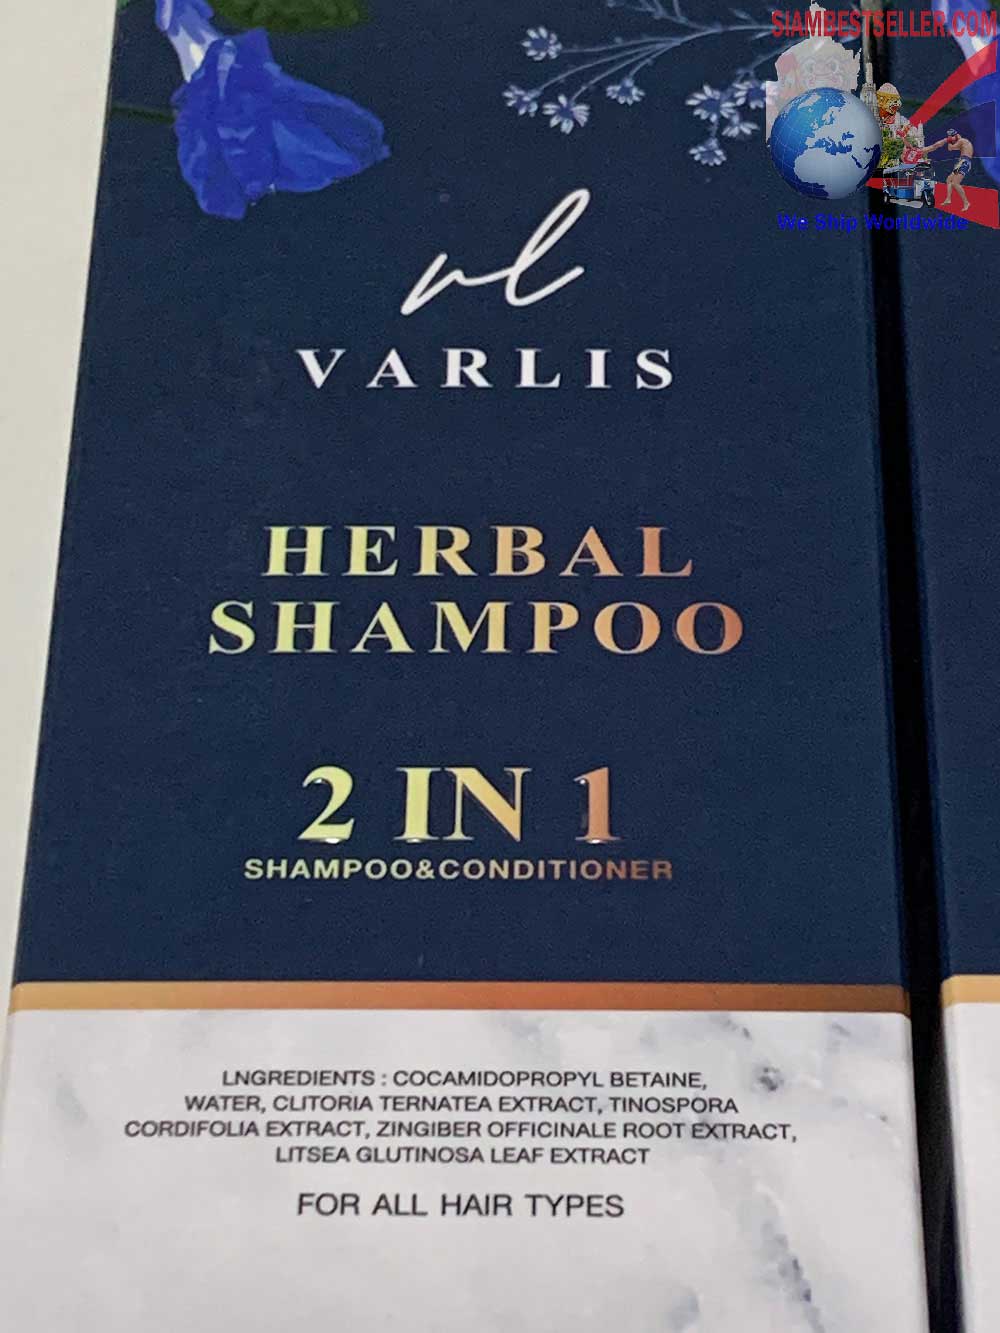 SIAMBESTSELLER.COM
We Ship Worldwide
vl
VARLIS
HERBAL
SHAMPOO
2 IN 1
SHAMPOO&CONDITIONER
LNGREDIENTS : COCAMIDOPROPYL BETAINE,
WATER, CLITORIA TERNATEA EXTRACT, TINOSPORA
CORDIFOLIA EXTRACT, ZINGIBER OFFICINALE ROOT EXTRACT,
LITSEA GLUTINOSA LEAF EXTRACT
FOR ALL HAIR TYPES